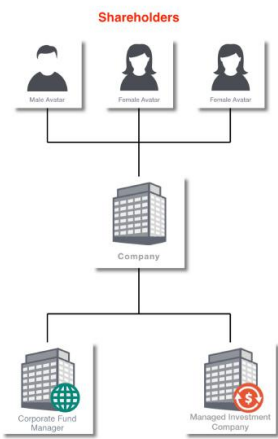 Shareholders
Male Avatar
Female Avatar
Female Avatar
Company
Corporate Fund
Manager
Managed Investment
Company